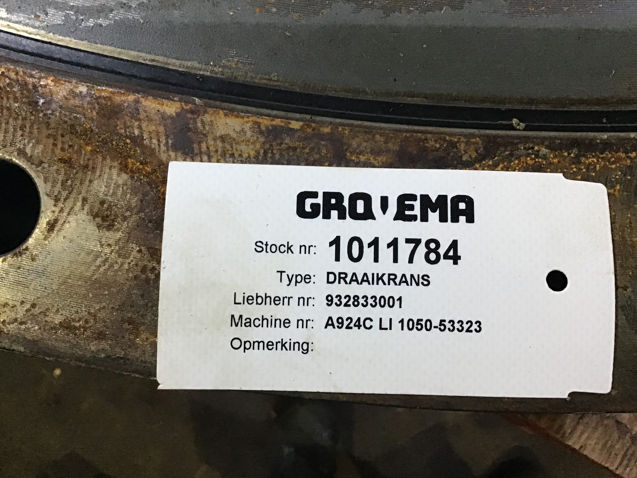 GROVEMA
Stock nr: 1011784
Type: DRAAIKRANS
Liebherr nr: 932833001
Machine nr: A924C LI 1050-53323
Opmerking: